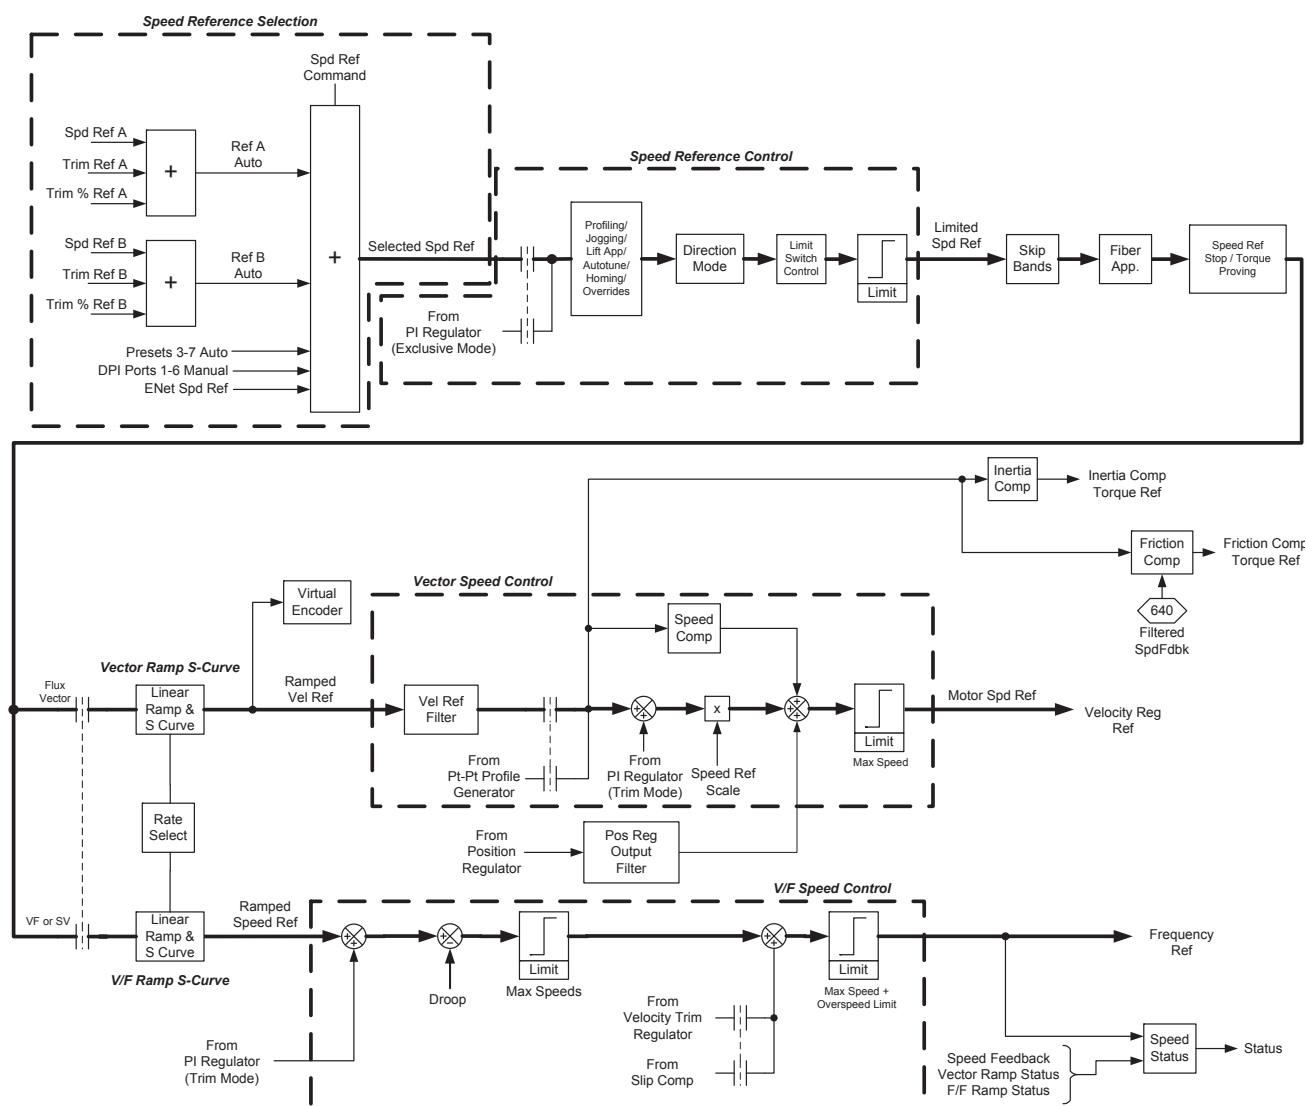 Speed Reference Selection
Spd Ref
Command
Spd Ref A
Trim Ref A
Trim % Ref A
+
Ref A
Auto
Spd Ref B
Trim Ref B
Trim % Ref B
+
Ref B
Auto
Presets 3-7 Auto
DPI Ports 1-6 Manual
ENet Spd Ref
+
Selected Spd Ref
Speed Reference Control
From
PI Regulator
(Exclusive Mode)
Profiling/
Jogging/
Lift App/
Autotune/
Homing/
Overrides
Direction
Mode
Limit
Switch
Control
Limit
Limited
Spd Ref
Skip
Bands
Fiber
App.
Speed Ref
Stop / Torque
Proving
Inertia
Comp
Inertia Comp
Torque Ref
Friction
Comp
Friction Comp
Torque Ref
640
Filtered
SpdFdbk
Virtual
Encoder
Vector Speed Control
Speed
Comp
Vector Ramp S-Curve
Flux
Vector
Linear
Ramp &
S Curve
Ramped
Vel Ref
Vel Ref
Filter
+
+
x
+
+
+
Limit
Max Speed
Motor Spd Ref
Velocity Reg
Ref
From
Pt-Pt Profile
Generator
From
PI Regulator
(Trim Mode)
Speed Ref
Scale
Rate
Select
From
Position
Regulator
Pos Reg
Output
Filter
V/F Speed Control
VF or SV
Linear
Ramp &
S Curve
V/F Ramp S-Curve
Ramped
Speed Ref
+
+
+
−
Droop
Limit
Max Speeds
+
+
Limit
Max Speed +
Overspeed Limit
Frequency
Ref
From
Velocity Trim
Regulator
From
Slip Comp
From
PI Regulator
(Trim Mode)
Speed Feedback
Vector Ramp Status
F/F Ramp Status
Speed
Status
Status